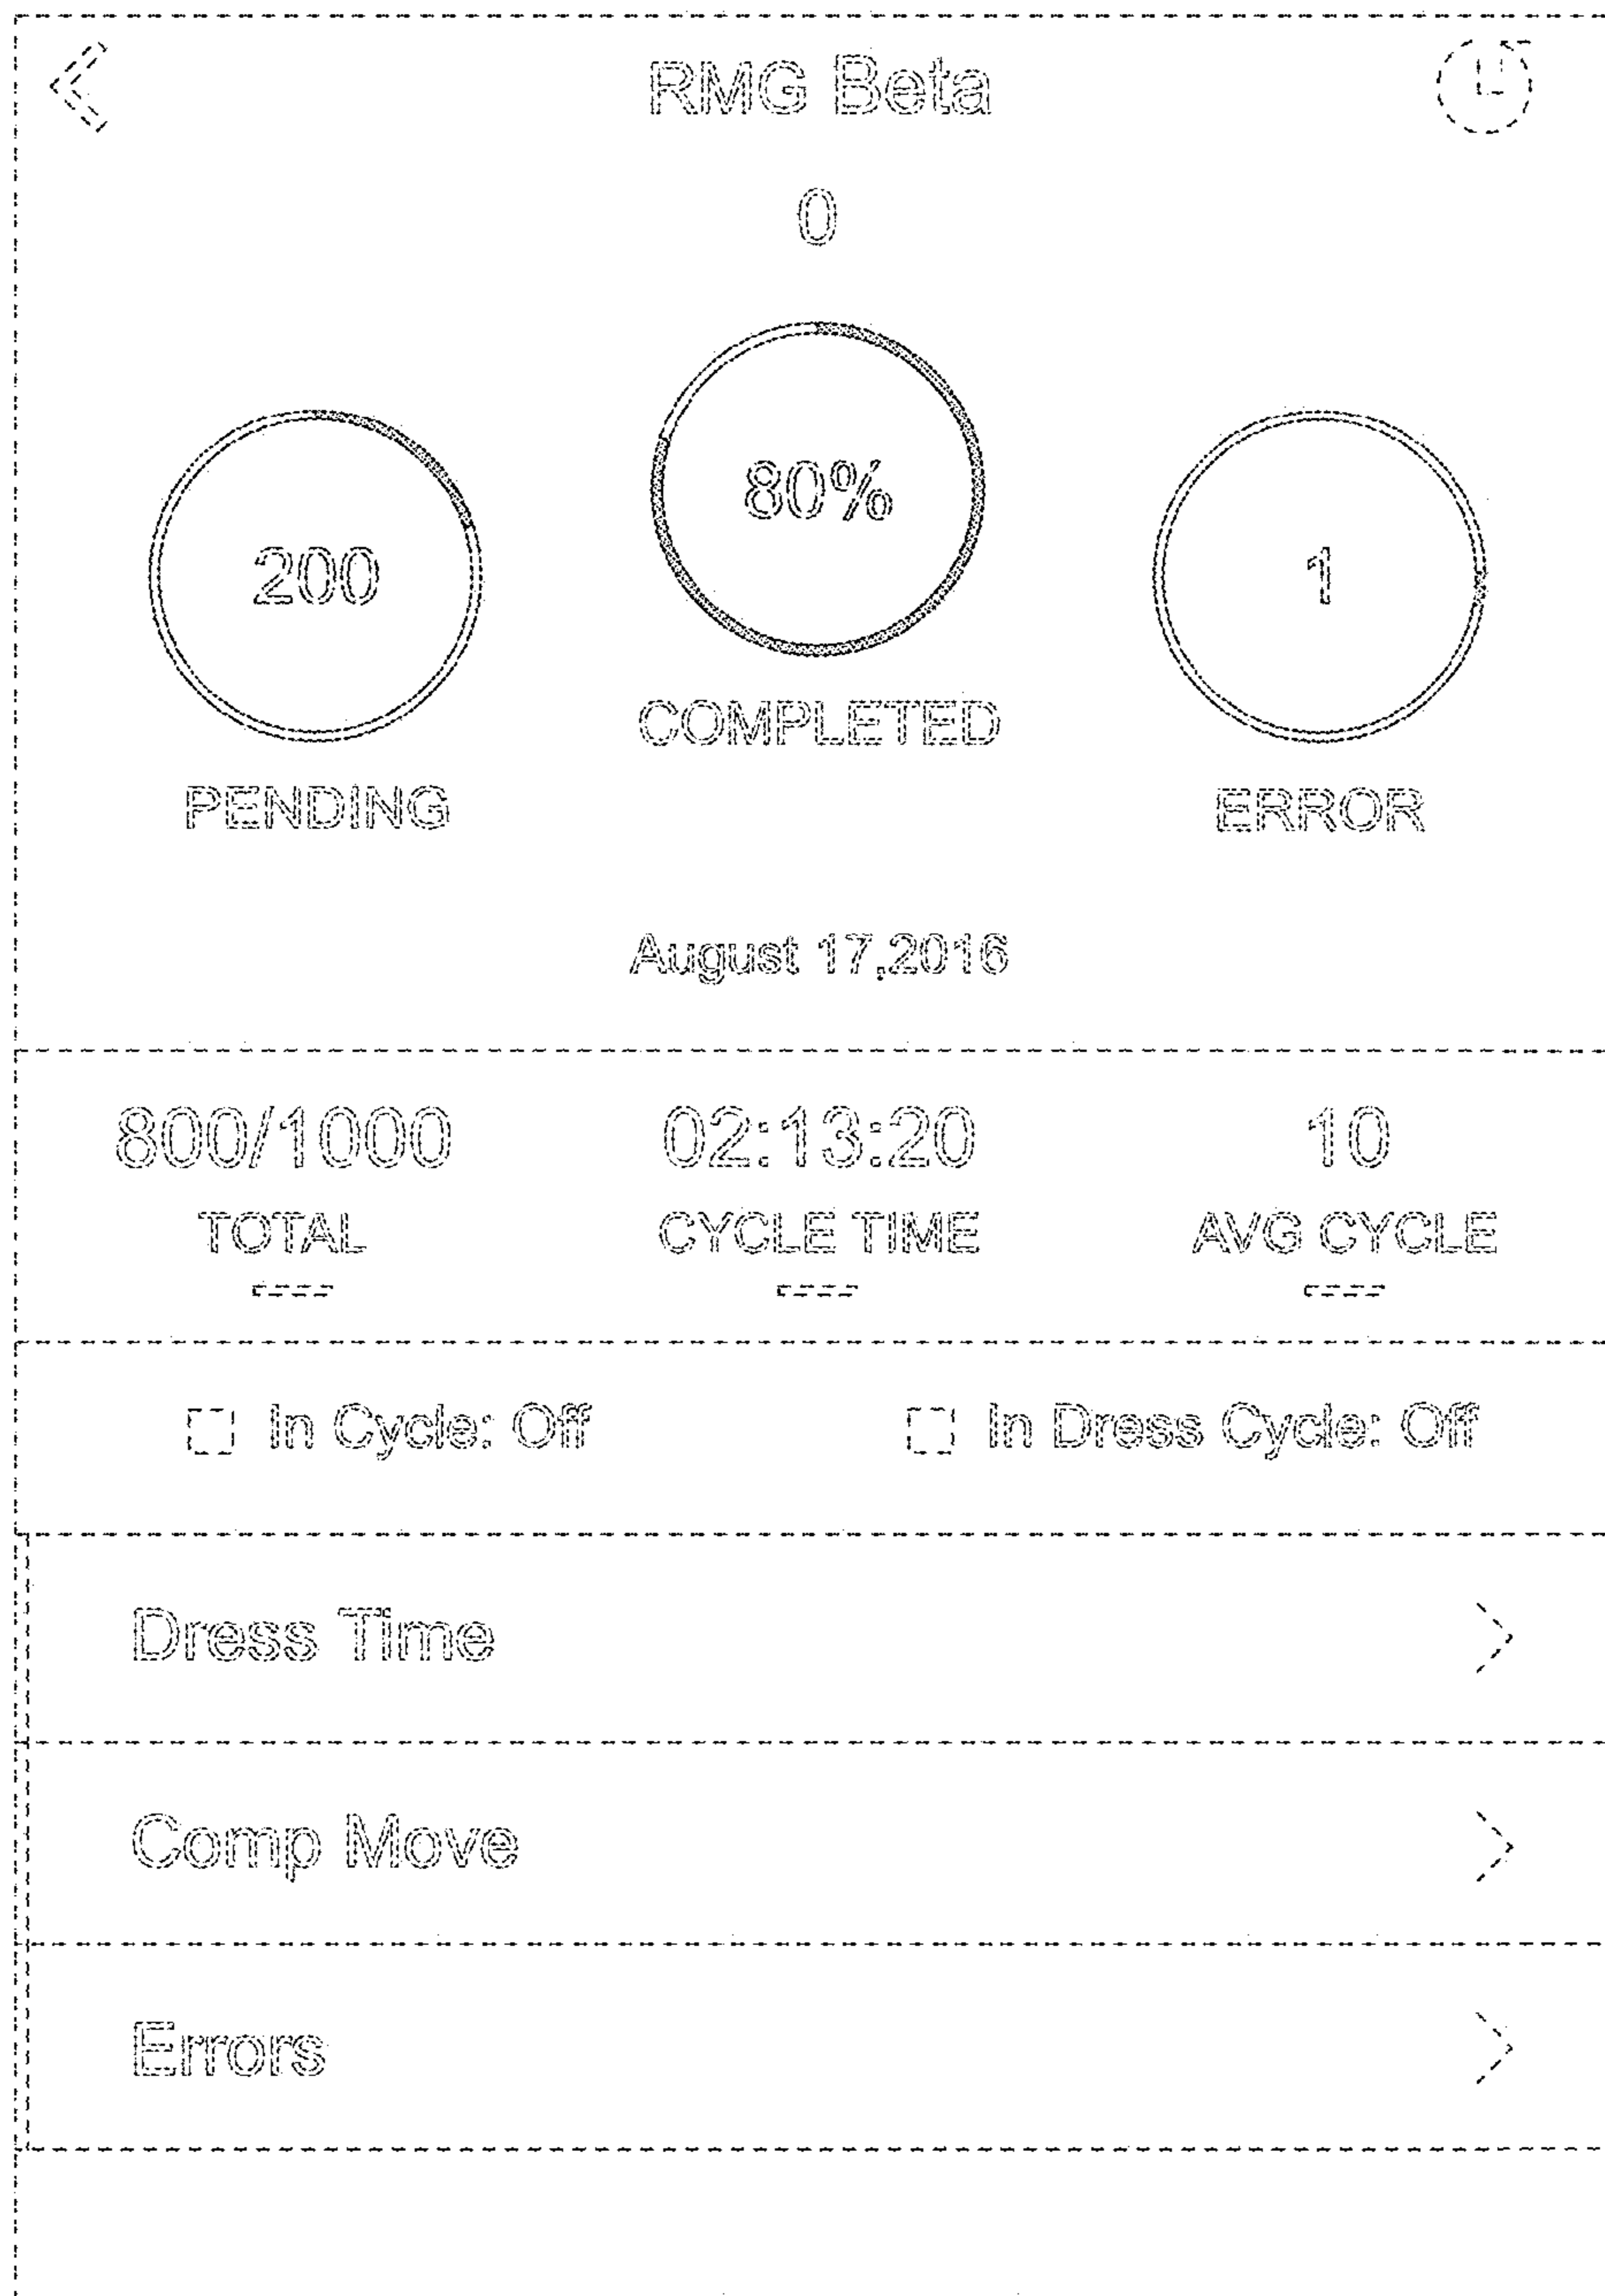 RMG Beta
0
200
80%
1
PENDING
COMPLETED
ERROR
August 17,2016
800/1000
02:13:20
10
TOTAL
CYCLE TIME
AVG CYCLE
In Cycle: Off
In Dress Cycle: Off
Dress Time
Comp Move
Errors